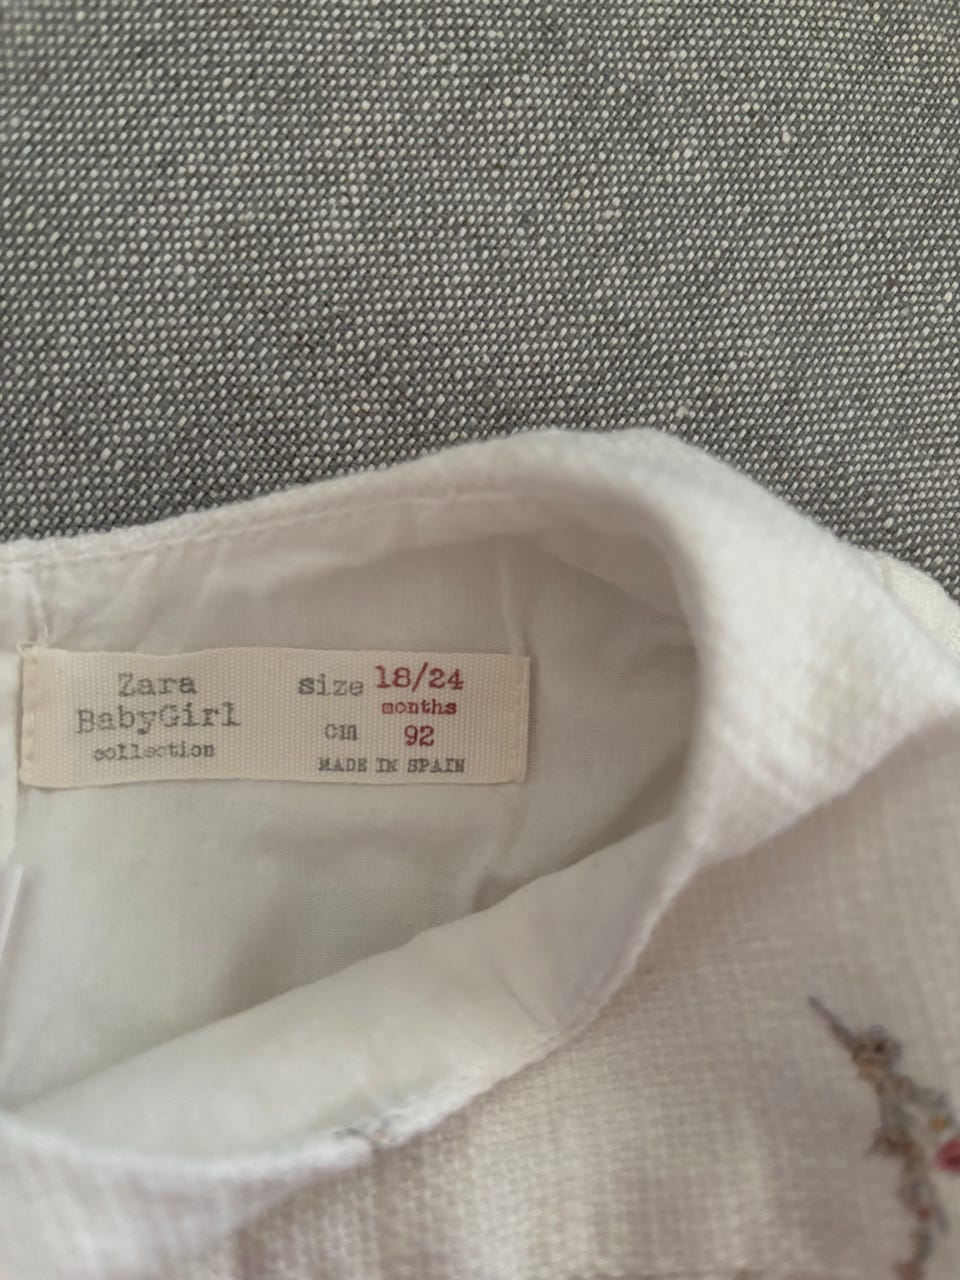 Zara
BabyGirl
collection
size 18/24
months
cm 92
MADE IN SPAIN